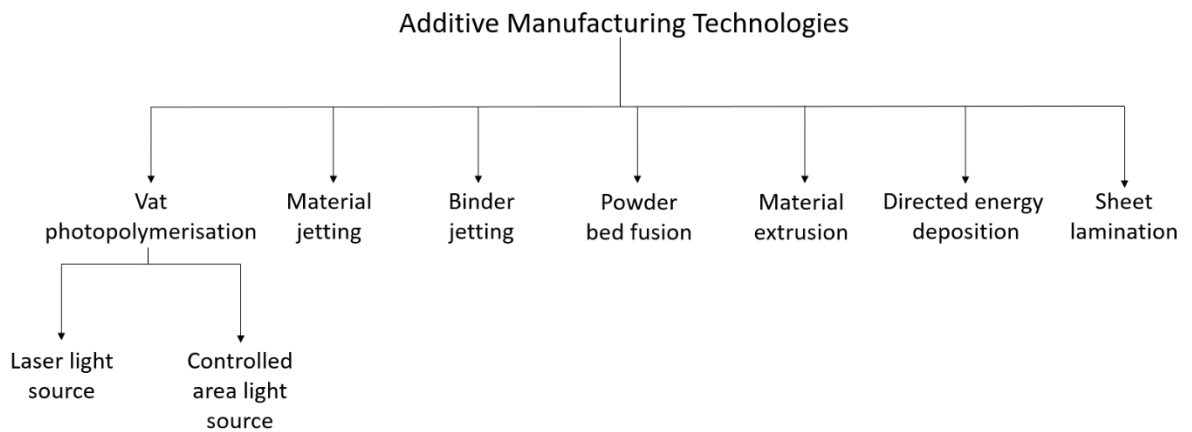 Additive Manufacturing Technologies
Vat
photopolymerisation
Material
jetting
Binder
jetting
Powder
bed fusion
Material
extrusion
Directed energy
deposition
Sheet
lamination
Laser light
source
Controlled
area light
source